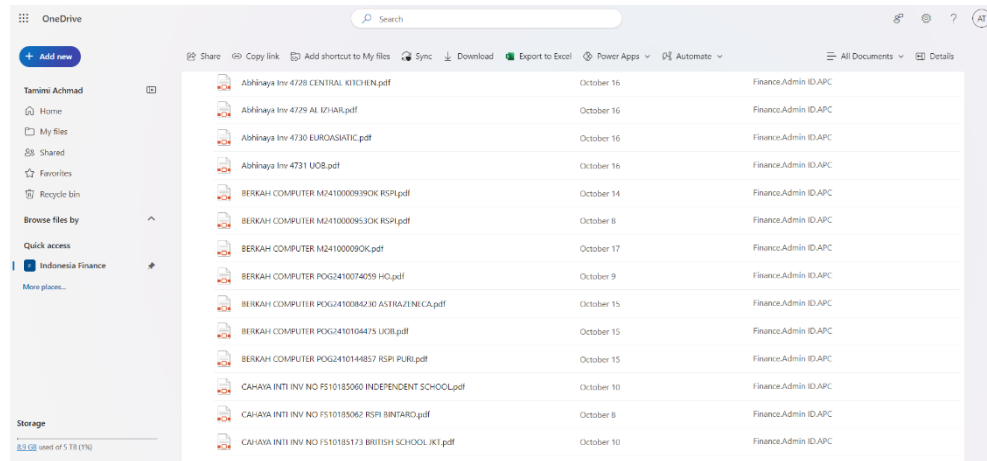 OneDrive
Search
AT
Add new
Share Copy link Add shortcut to My files Sync Download Export to Excel Power Apps Automate All Documents Details
Tamimi Achmad
Home
My files
Shared
Favorites
Recycle bin
Browse files by
Quick access
Indonesia Finance
More places...
Storage
8.9 GB used of 5 TB (1%)
Abhinaya Inv 4728 CENTRAL KITCHEN.pdf October 16 Finance.Admin ID.APC
Abhinaya Inv 4729 AL IZHAR.pdf October 16 Finance.Admin ID.APC
Abhinaya Inv 4730 EUROASIATIC.pdf October 16 Finance.Admin ID.APC
Abhinaya Inv 4731 UOB.pdf October 16 Finance.Admin ID.APC
BERKAH COMPUTER M2410000939OK RSPI.pdf October 14 Finance.Admin ID.APC
BERKAH COMPUTER M2410000953OK RSPI.pdf October 8 Finance.Admin ID.APC
BERKAH COMPUTER M24100009OK.pdf October 17 Finance.Admin ID.APC
BERKAH COMPUTER POG2410074059 HO.pdf October 9 Finance.Admin ID.APC
BERKAH COMPUTER POG2410084230 ASTRAZENECA.pdf October 15 Finance.Admin ID.APC
BERKAH COMPUTER POG2410104475 UOB.pdf October 15 Finance.Admin ID.APC
BERKAH COMPUTER POG2410144857 RSPI PURI.pdf October 15 Finance.Admin ID.APC
CAHAYA INTI INV NO FS10185060 INDEPENDENT SCHOOL.pdf October 10 Finance.Admin ID.APC
CAHAYA INTI INV NO FS10185062 RSPI BINTARO.pdf October 8 Finance.Admin ID.APC
CAHAYA INTI INV NO FS10185173 BRITISH SCHOOL JKT.pdf October 10 Finance.Admin ID.APC